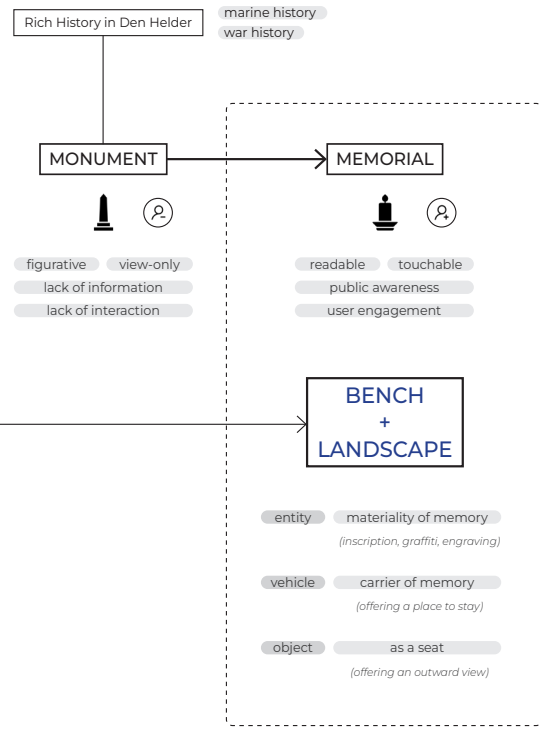 Rich History in Den Helder
marine history
war history
MONUMENT
MEMORIAL
figurative view-only
lack of information
lack of interaction
readable touchable
public awareness
user engagement
BENCH
+
LANDSCAPE
entity materiality of memory
(inscription, graffiti, engraving)
vehicle carrier of memory
(offering a place to stay)
object as a seat
(offering an outward view)